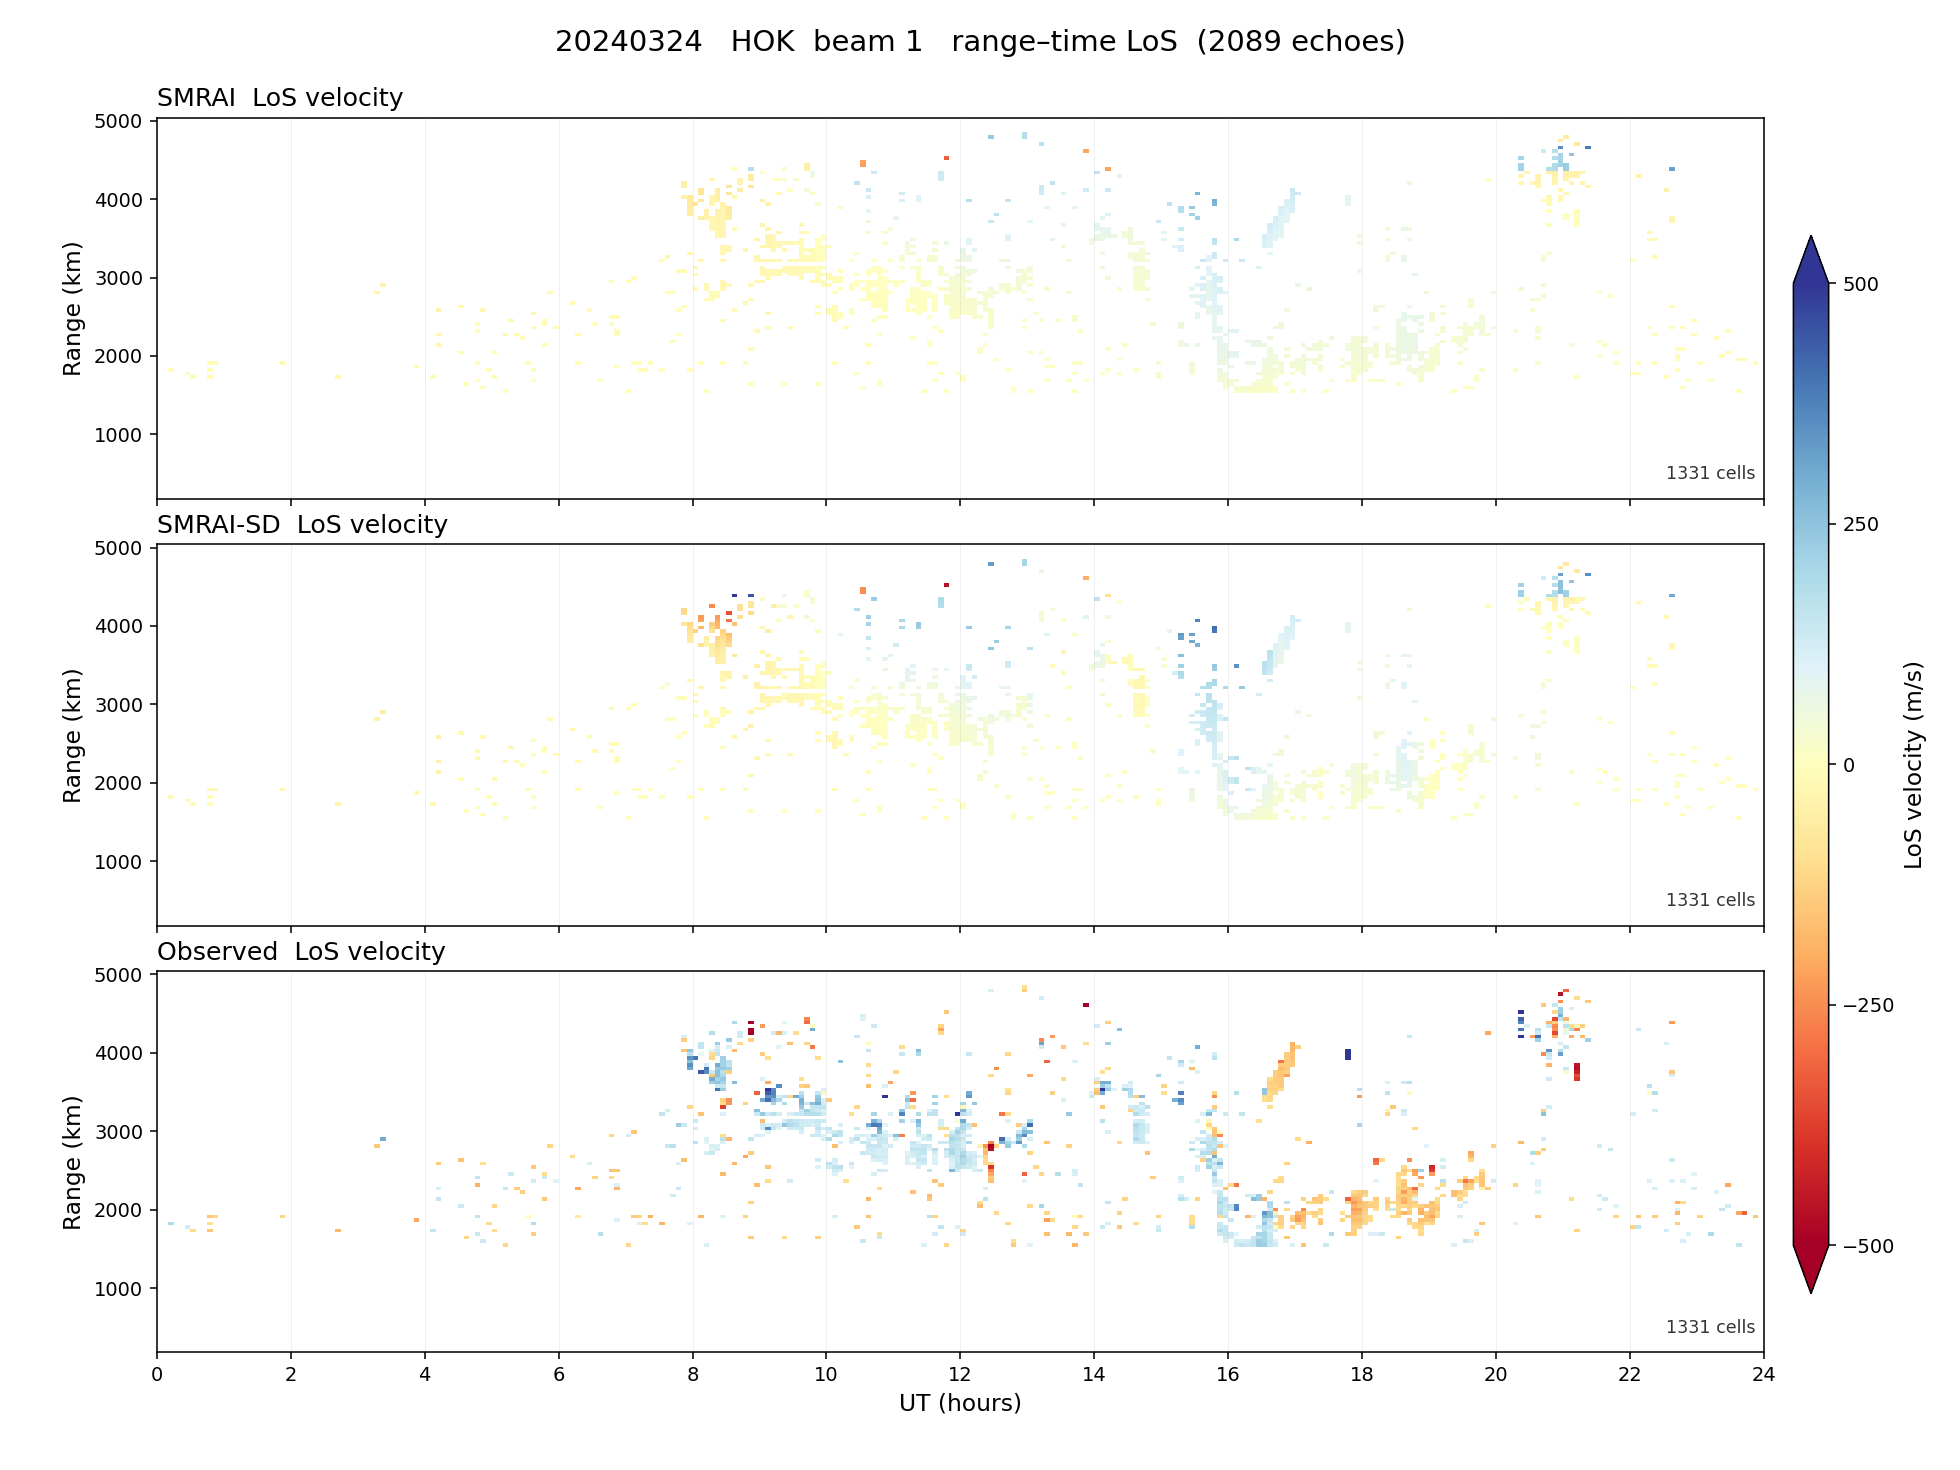 20240324   HOK  beam 1   range–time LoS  (2089 echoes)
SMRAI  LoS velocity
5000
4000
3000
2000
1000
Range (km)
1331 cells
SMRAI-SD  LoS velocity
5000
4000
3000
2000
1000
Range (km)
1331 cells
Observed  LoS velocity
5000
4000
3000
2000
1000
Range (km)
1331 cells
0 2 4 6 8 10 12 14 16 18 20 22 24
UT (hours)
500
250
0
−250
−500
LoS velocity (m/s)